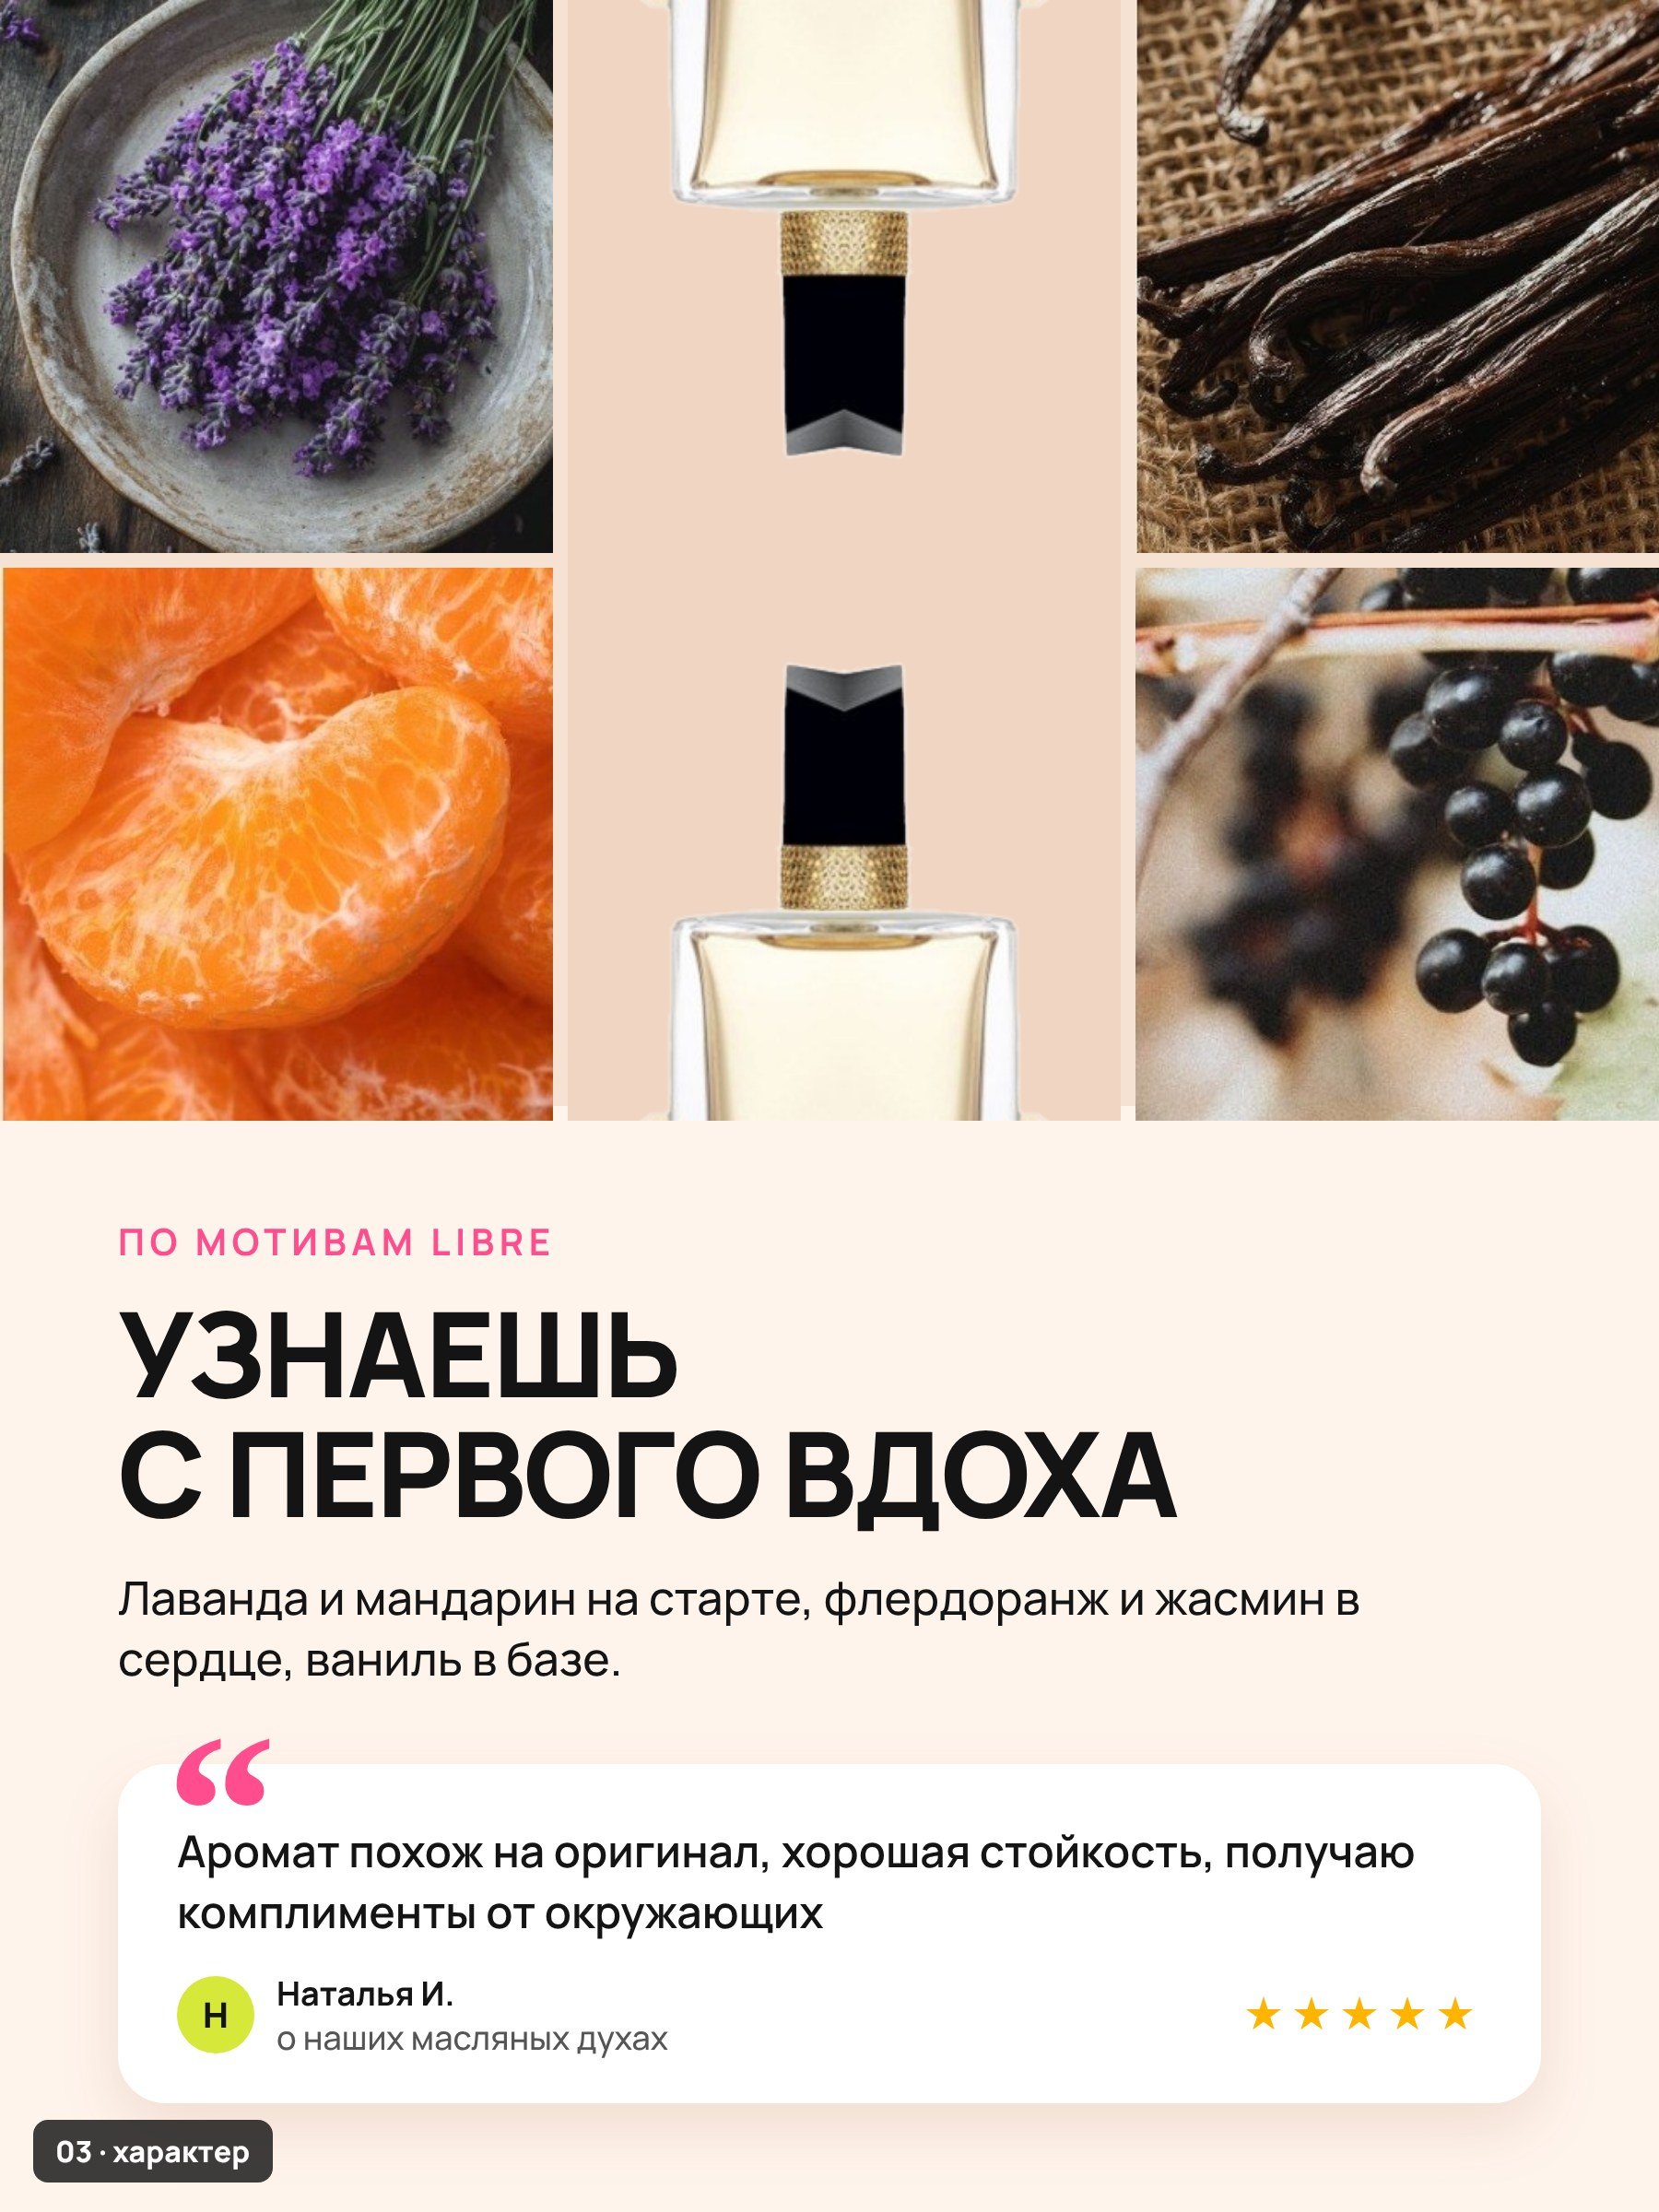 ПО МОТИВАМ LIBRE
УЗНАЕШЬ
С ПЕРВОГО ВДОХА
Лаванда и мандарин на старте, флердоранж и жасмин в
сердце, ваниль в базе.
“
Аромат похож на оригинал, хорошая стойкость, получаю
комплименты от окружающих
Н
Наталья И.
о наших масляных духах
★★★★★
03 · характер